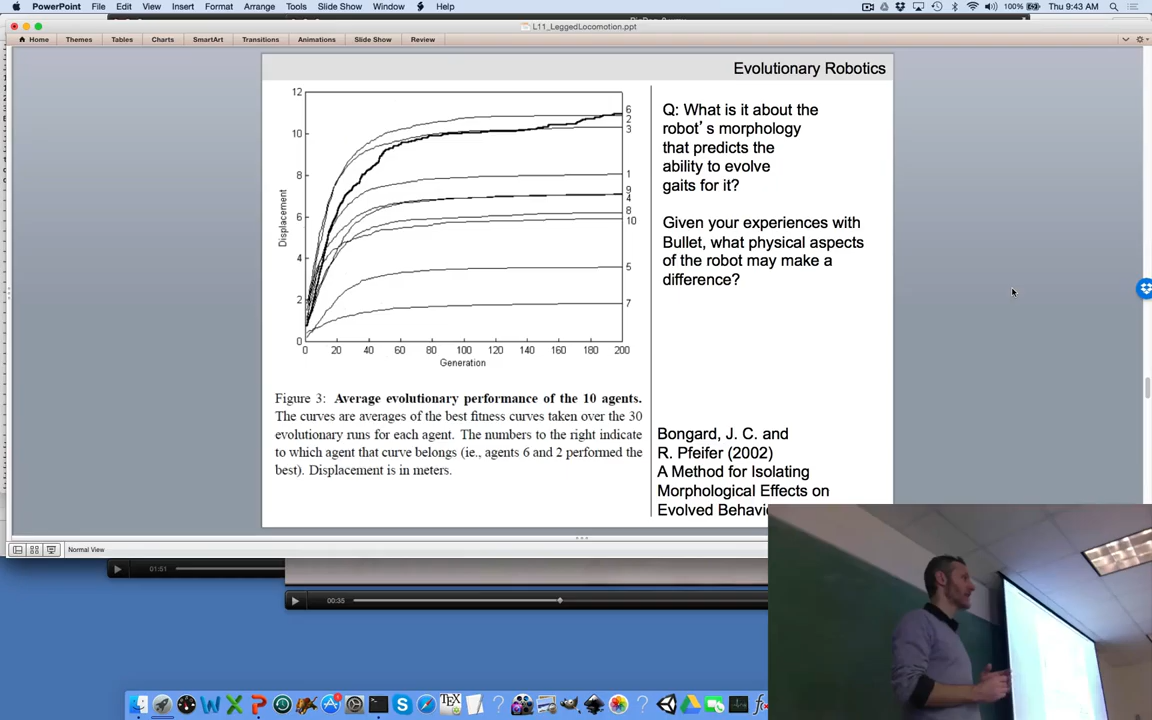 PowerPoint File Edit View Insert Format Arrange Tools Slide Show Window Help
100% Thu 9:43 AM
L11_LeggedLocomotion.ppt
Home Themes Tables Charts SmartArt Transitions Animations Slide Show Review
Evolutionary Robotics
12
10
8
6
4
2
0
Displacement
0 20 40 60 80 100 120 140 160 180 200
Generation
6
2
3
1
9
4
8
10
5
7
Figure 3: Average evolutionary performance of the 10 agents.
The curves are averages of the best fitness curves taken over the 30
evolutionary runs for each agent. The numbers to the right indicate
to which agent that curve belongs (ie., agents 6 and 2 performed the
best). Displacement is in meters.
Q: What is it about the
robot's morphology
that predicts the
ability to evolve
gaits for it?
Given your experiences with
Bullet, what physical aspects
of the robot may make a
difference?
Bongard, J. C. and
R. Pfeifer (2002)
A Method for Isolating
Morphological Effects on
Evolved Behavi
Normal View
01:51
00:35
TEX